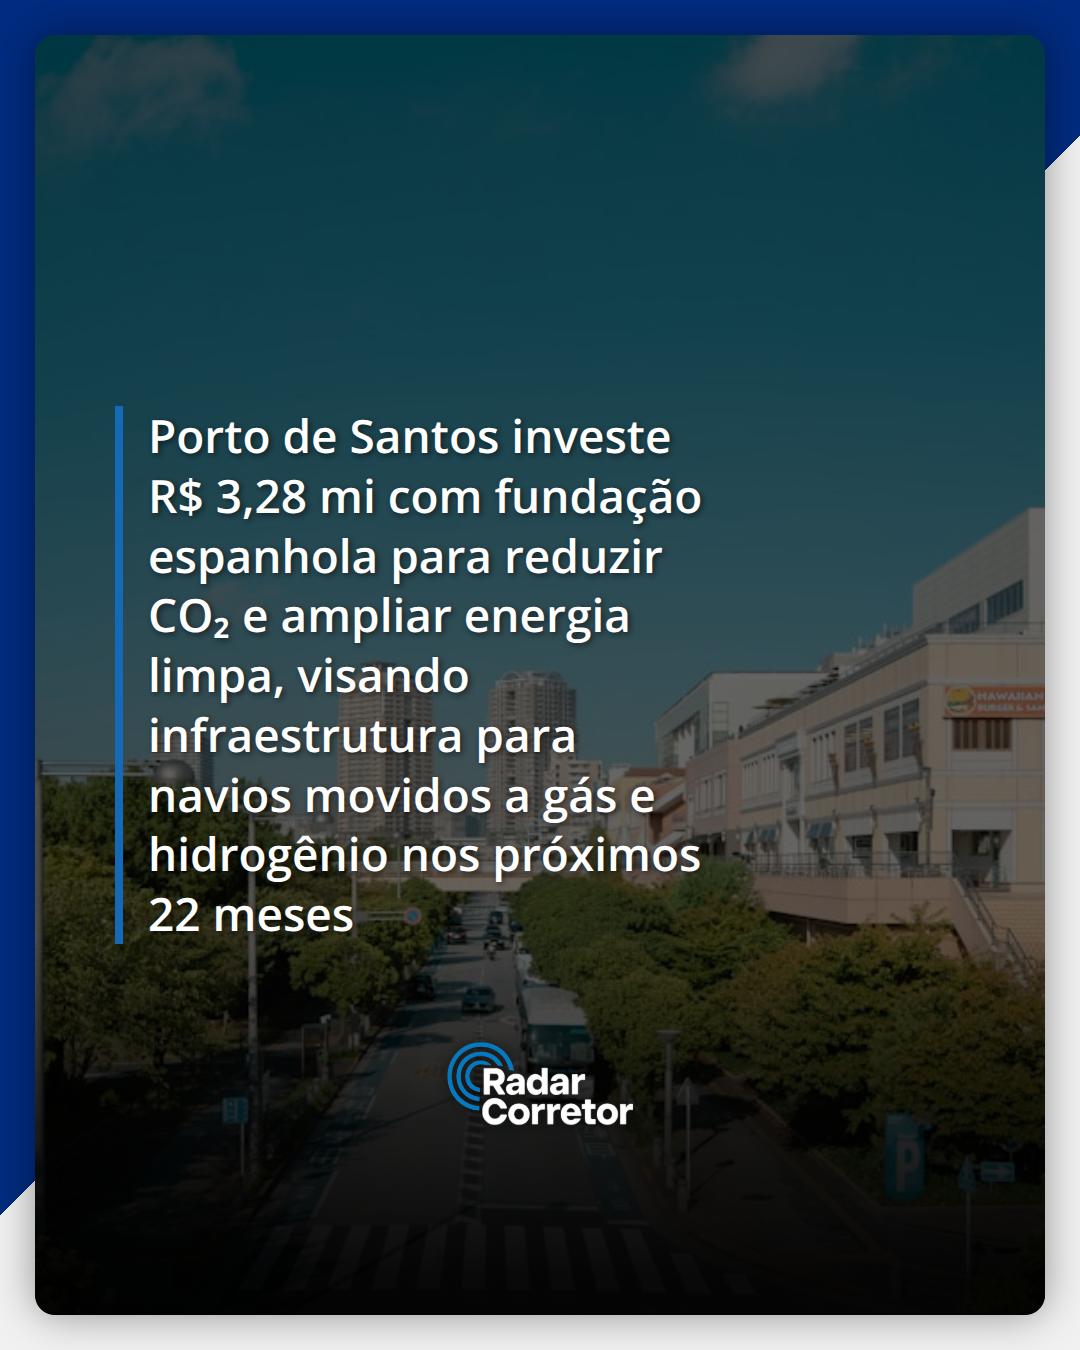 Porto de Santos investe
R$ 3,28 mi com fundação
espanhola para reduzir
CO₂ e ampliar energia
limpa, visando
infraestrutura para
navios movidos a gás e
hidrogênio nos próximos
22 meses
HAWAIIAN
BURGER & SAN
Radar
Corretor
P